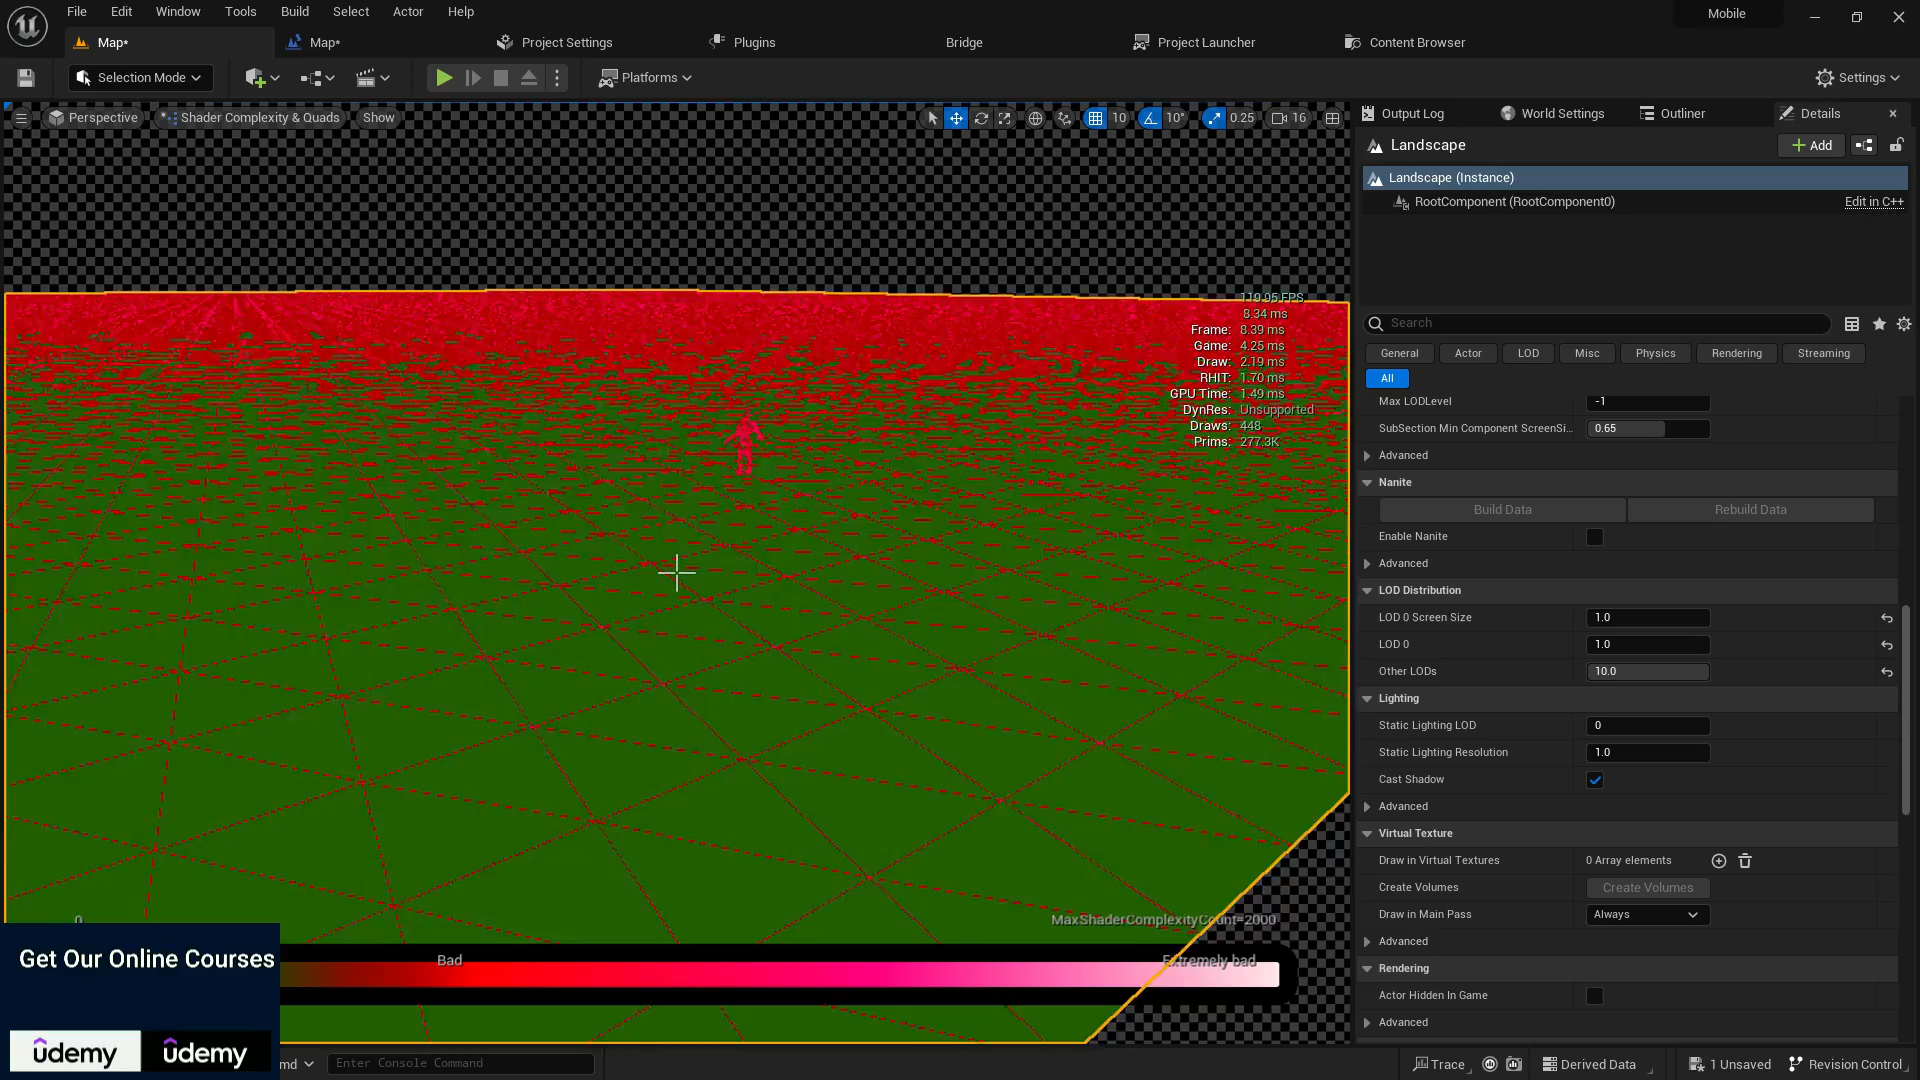 File Edit Window Tools Build Select Actor Help
Mobile
Map* Map* Project Settings Plugins Bridge Project Launcher Content Browser
Selection Mode Platforms Settings
Perspective Shader Complexity & Quads Show 10 10° 0.25 16
119.95 FPS
8.34 ms
Frame: 8.39 ms
Game: 4.25 ms
Draw: 2.19 ms
RHIT: 1.70 ms
GPU Time: 1.49 ms
DynRes: Unsupported
Draws: 448
Prims: 277.3K
0
MaxShaderComplexityCount=2000
Bad Extremely bad
Get Our Online Courses
ûdemy ûdemy
md Enter Console Command
Output Log World Settings Outliner Details
Landscape Add
Landscape (Instance)
RootComponent (RootComponent0) Edit in C++
Search
General Actor LOD Misc Physics Rendering Streaming
All
Max LODLevel -1
SubSection Min Component ScreenSi... 0.65
Advanced
Nanite
Build Data Rebuild Data
Enable Nanite
Advanced
LOD Distribution
LOD 0 Screen Size 1.0
LOD 0 1.0
Other LODs 10.0
Lighting
Static Lighting LOD 0
Static Lighting Resolution 1.0
Cast Shadow
Advanced
Virtual Texture
Draw in Virtual Textures 0 Array elements
Create Volumes Create Volumes
Draw in Main Pass Always
Advanced
Rendering
Actor Hidden In Game
Advanced
Trace Derived Data 1 Unsaved Revision Control